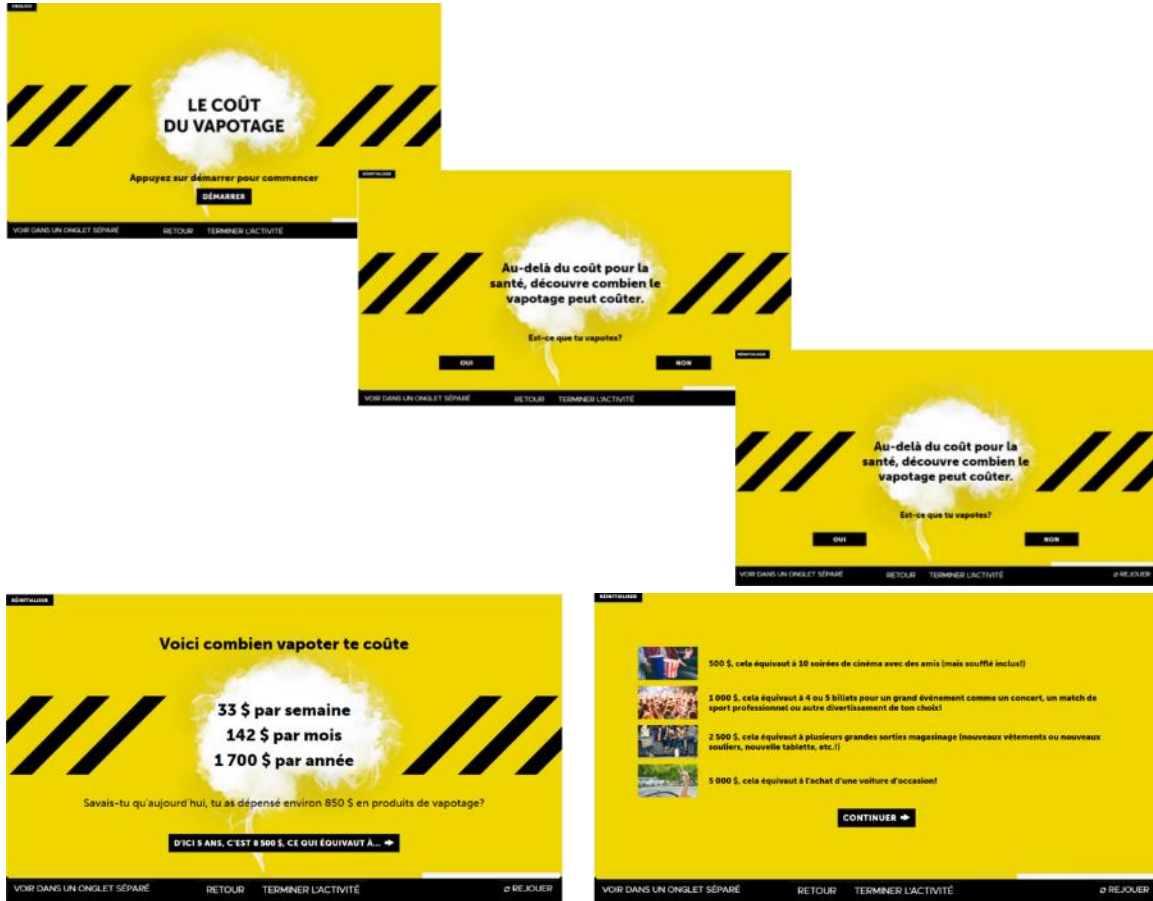 RÉINITIALISER
LE COÛT
DU VAPOTAGE
Appuyez sur démarrer pour commencer
DÉMARRER
VOIR DANS UN ONGLET SÉPARÉ RETOUR TERMINER L'ACTIVITÉ
RÉINITIALISER
Au-delà du coût pour la
santé, découvre combien le
vapotage peut coûter.
Est-ce que tu vapotes?
OUI NON
VOIR DANS UN ONGLET SÉPARÉ RETOUR TERMINER L'ACTIVITÉ
RÉINITIALISER
Au-delà du coût pour la
santé, découvre combien le
vapotage peut coûter.
Est-ce que tu vapotes?
OUI NON
VOIR DANS UN ONGLET SÉPARÉ RETOUR TERMINER L'ACTIVITÉ REJOUER
RÉINITIALISER
Voici combien vapoter te coûte
33 $ par semaine
142 $ par mois
1 700 $ par année
Savais-tu qu'aujourd'hui, tu as dépensé environ 850 $ en produits de vapotage?
D'ICI 5 ANS, C'EST 8 500 $, CE QUI ÉQUIVAUT À...
VOIR DANS UN ONGLET SÉPARÉ RETOUR TERMINER L'ACTIVITÉ REJOUER
RÉINITIALISER
500 $, cela équivaut à 10 soirées de cinéma avec des amis (maïs soufflé inclus!)
1 000 $, cela équivaut à 4 ou 5 billets pour un grand événement comme un concert, un match de
sport professionnel ou autre divertissement de ton choix!
2 500 $, cela équivaut à plusieurs grandes sorties magasinage (nouveaux vêtements ou nouveaux
souliers, nouvelle tablette, etc.!)
5 000 $, cela équivaut à l'achat d'une voiture d'occasion!
CONTINUER
VOIR DANS UN ONGLET SÉPARÉ RETOUR TERMINER L'ACTIVITÉ REJOUER